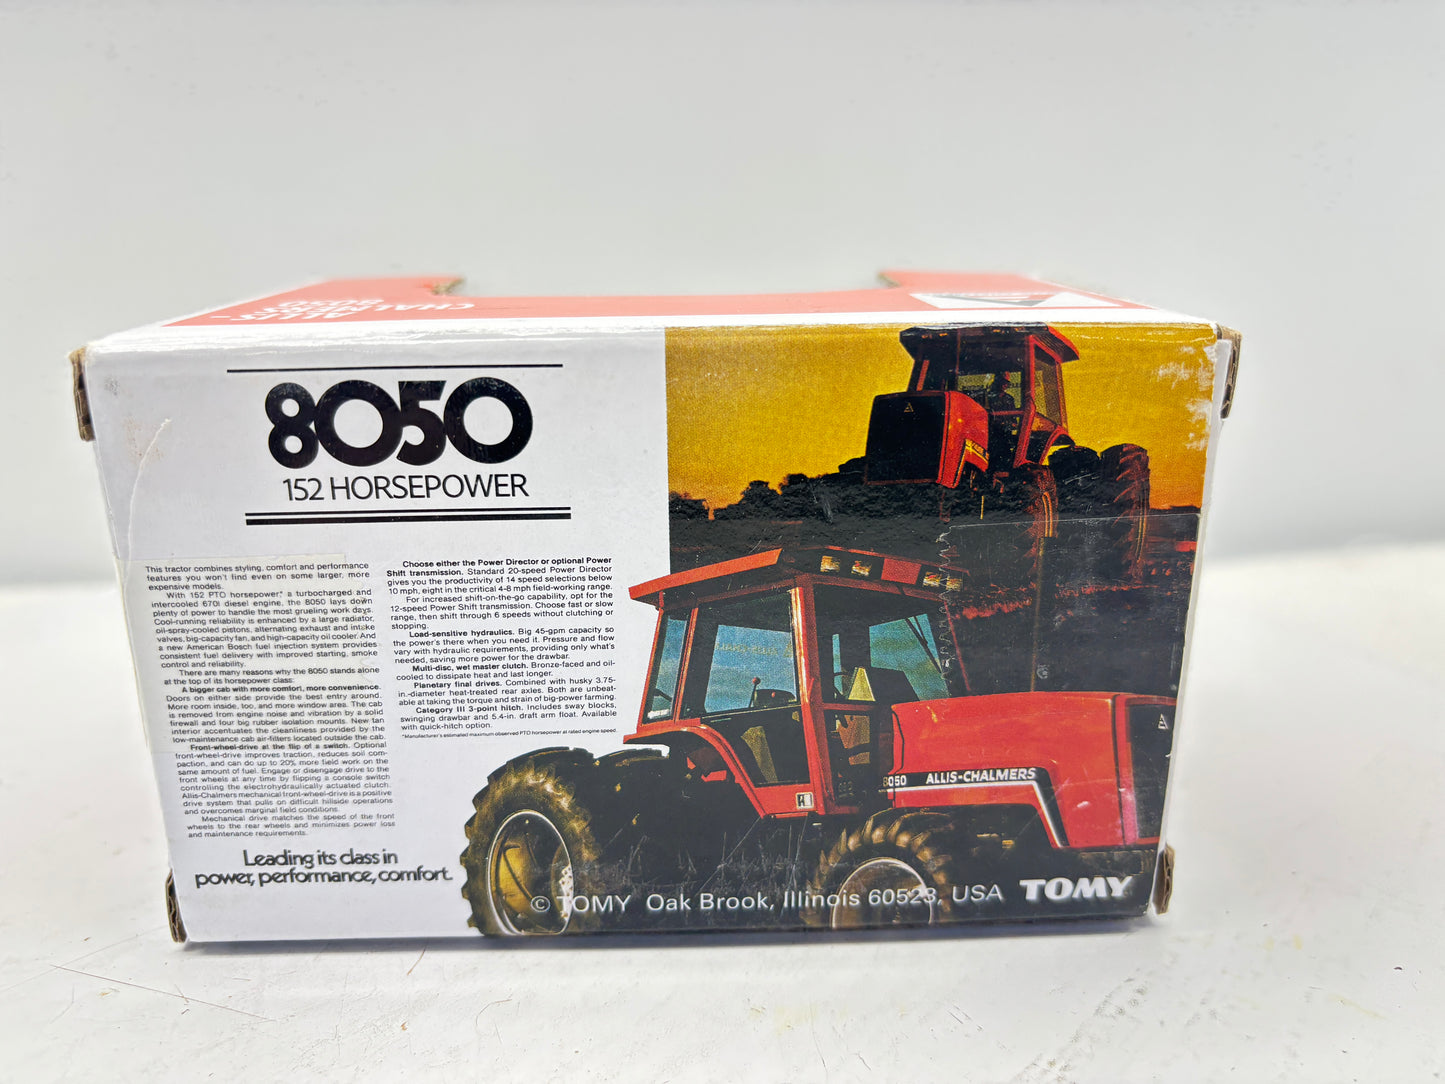 ALLIS-
CHALMERS
8050
8050
152 HORSEPOWER
This tractor combines styling, comfort and performance
features you won't find even on some larger, more
expensive models.
With 152 PTO horsepower,* a turbocharged and
intercooled 670I diesel engine, the 8050 lays down
plenty of power to handle the most grueling work days.
Cool-running reliability is enhanced by a large radiator,
oil-spray-cooled pistons, alternating exhaust and intake
valves, big-capacity fan, and high-capacity oil cooler. And
a new American Bosch fuel injection system provides
consistent fuel delivery with improved starting, smoke
control and reliability.
There are many reasons why the 8050 stands alone
at the top of its horsepower class:
A bigger cab with more comfort, more convenience.
Doors on either side provide the best entry around.
More room inside, too, and more window area. The cab
is removed from engine noise and vibration by a solid
firewall and four big rubber isolation mounts. New tan
interior accentuates the cleanliness provided by the
low-maintenance cab air-filters located outside the cab.
Front-wheel-drive at the flip of a switch. Optional
front-wheel-drive improves traction, reduces soil com-
paction, and can do up to 20% more field work on the
same amount of fuel. Engage or disengage drive to the
front wheels at any time by flipping a console switch
controlling the electrohydraulically actuated clutch.
Allis-Chalmers mechanical front-wheel-drive is a positive
drive system that pulls on difficult hillside operations
and overcomes marginal field conditions.
Mechanical drive matches the speed of the front
wheels to the rear wheels and minimizes power loss
and maintenance requirements.
Choose either the Power Director or optional Power
Shift transmission. Standard 20-speed Power Director
gives you the productivity of 14 speed selections below
10 mph, eight in the critical 4-8 mph field-working range.
For increased shift-on-the-go capability, opt for the
12-speed Power Shift transmission. Choose fast or slow
range, then shift through 6 speeds without clutching or
stopping.
Load-sensitive hydraulics. Big 45-gpm capacity so
the power's there when you need it. Pressure and flow
vary with hydraulic requirements, providing only what's
needed, saving more power for the drawbar.
Multi-disc, wet master clutch. Bronze-faced and oil-
cooled to dissipate heat and last longer.
Planetary final drives. Combined with husky 3.75-
in.-diameter heat-treated rear axles. Both are unbeat-
able at taking the torque and strain of big-power farming.
Category III 3-point hitch. Includes sway blocks,
swinging drawbar and 5.4-in. draft arm float. Available
with quick-hitch option.
*Manufacturer's estimated maximum observed PTO horsepower at rated engine speed.
Leading its class in
power, performance, comfort.
8050 ALLIS-CHALMERS
© TOMY Oak Brook, Illinois 60523, USA TOMY